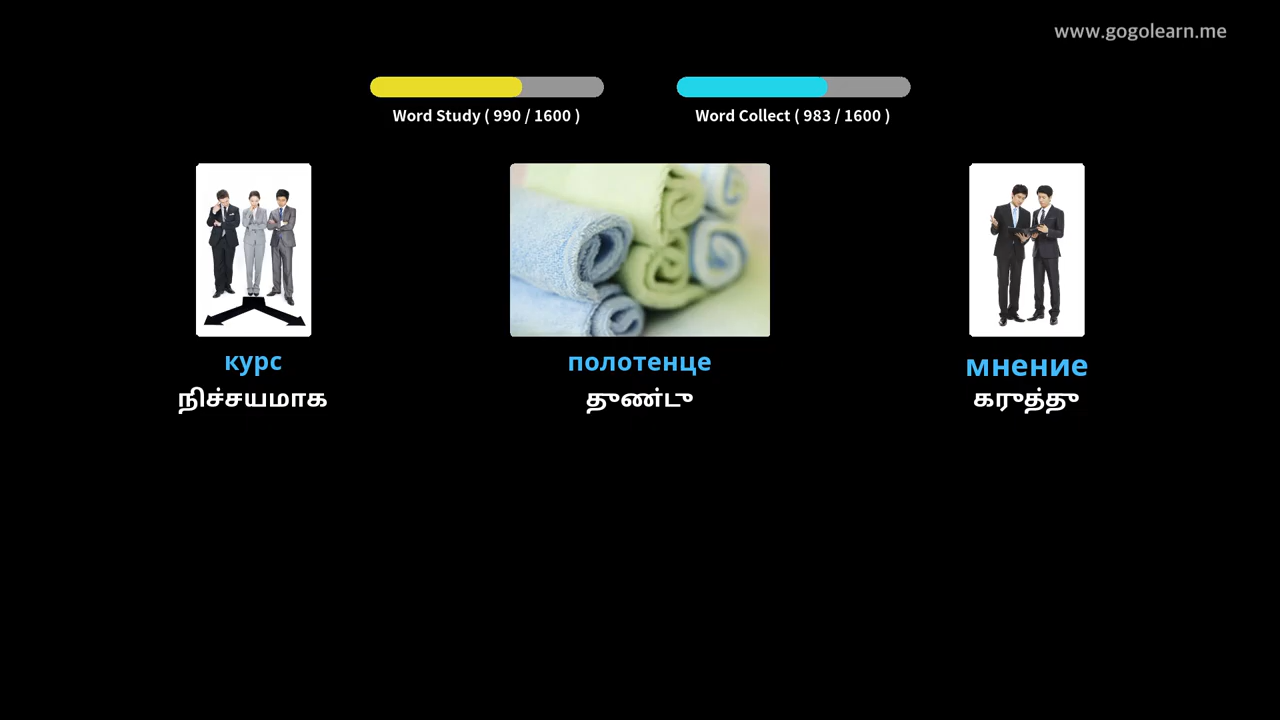 www.gogolearn.me
Word Study ( 990 / 1600 )
Word Collect ( 983 / 1600 )
курс
полотенце
мнение
நிச்சயமாக
துண்டு
கருத்து